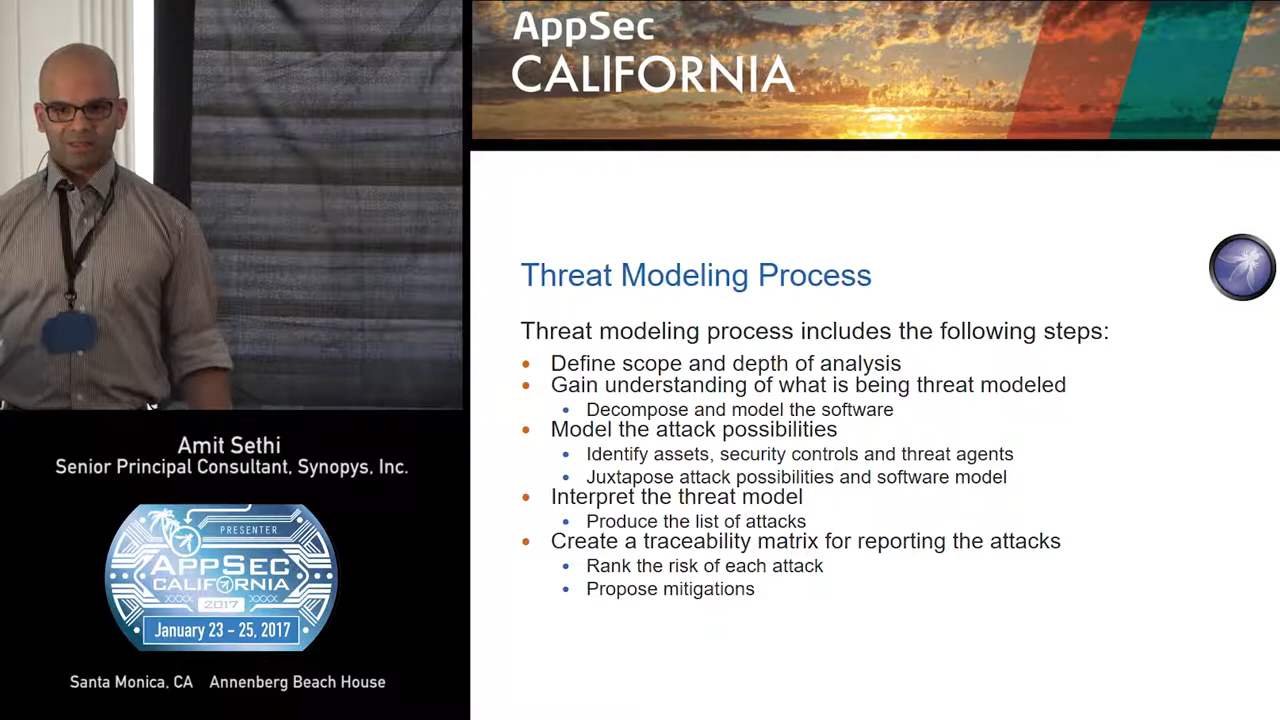 AppSec
CALIFORNIA
Threat Modeling Process
Threat modeling process includes the following steps:
• Define scope and depth of analysis
• Gain understanding of what is being threat modeled
• Decompose and model the software
• Model the attack possibilities
• Identify assets, security controls and threat agents
• Juxtapose attack possibilities and software model
• Interpret the threat model
• Produce the list of attacks
• Create a traceability matrix for reporting the attacks
• Rank the risk of each attack
• Propose mitigations
Amit Sethi
Senior Principal Consultant, Synopys, Inc.
PRESENTER
APPSEC
CALIFORNIA
XXXX 2017 XXXX
January 23 - 25, 2017
Santa Monica, CA Annenberg Beach House